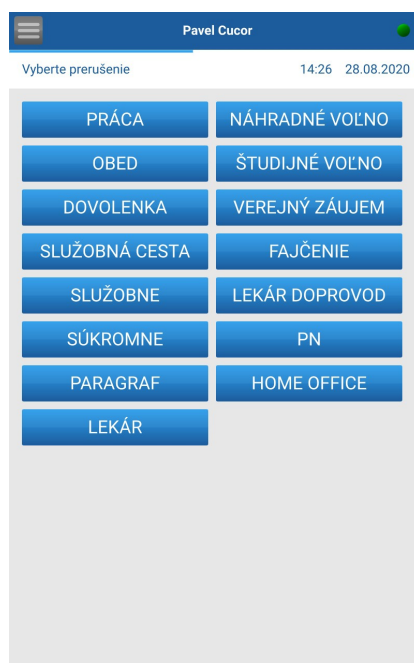 Pavel Cucor
Vyberte prerušenie 14:26 28.08.2020
PRÁCA NÁHRADNÉ VOĽNO
OBED ŠTUDIJNÉ VOĽNO
DOVOLENKA VEREJNÝ ZÁUJEM
SLUŽOBNÁ CESTA FAJČENIE
SLUŽOBNE LEKÁR DOPROVOD
SÚKROMNE PN
PARAGRAF HOME OFFICE
LEKÁR